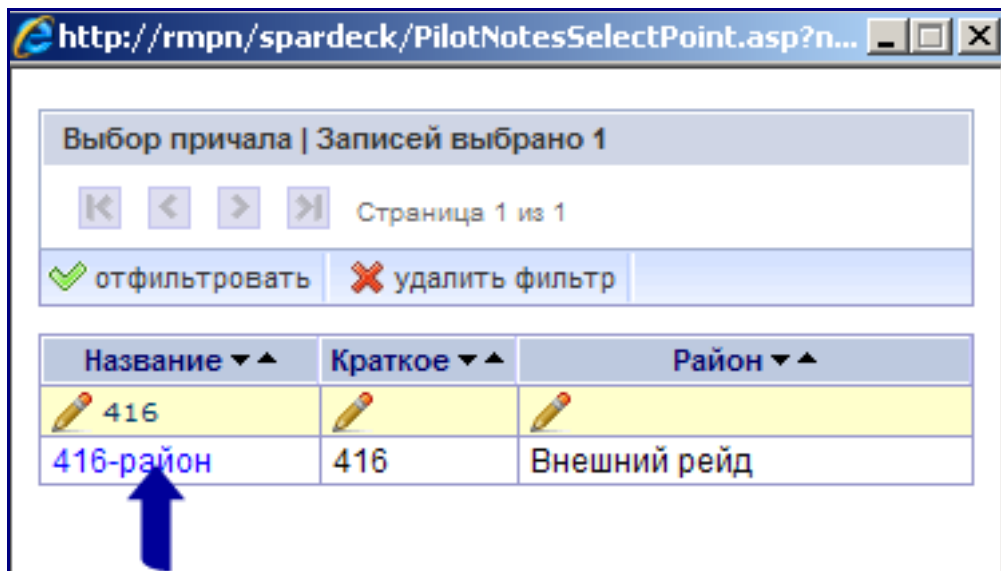 http://rmpn/spardeck/PilotNotesSelectPoint.asp?n...
Выбор причала | Записей выбрано 1
Страница 1 из 1
отфильтровать удалить фильтр
Название Краткое Район
416
416-район 416 Внешний рейд